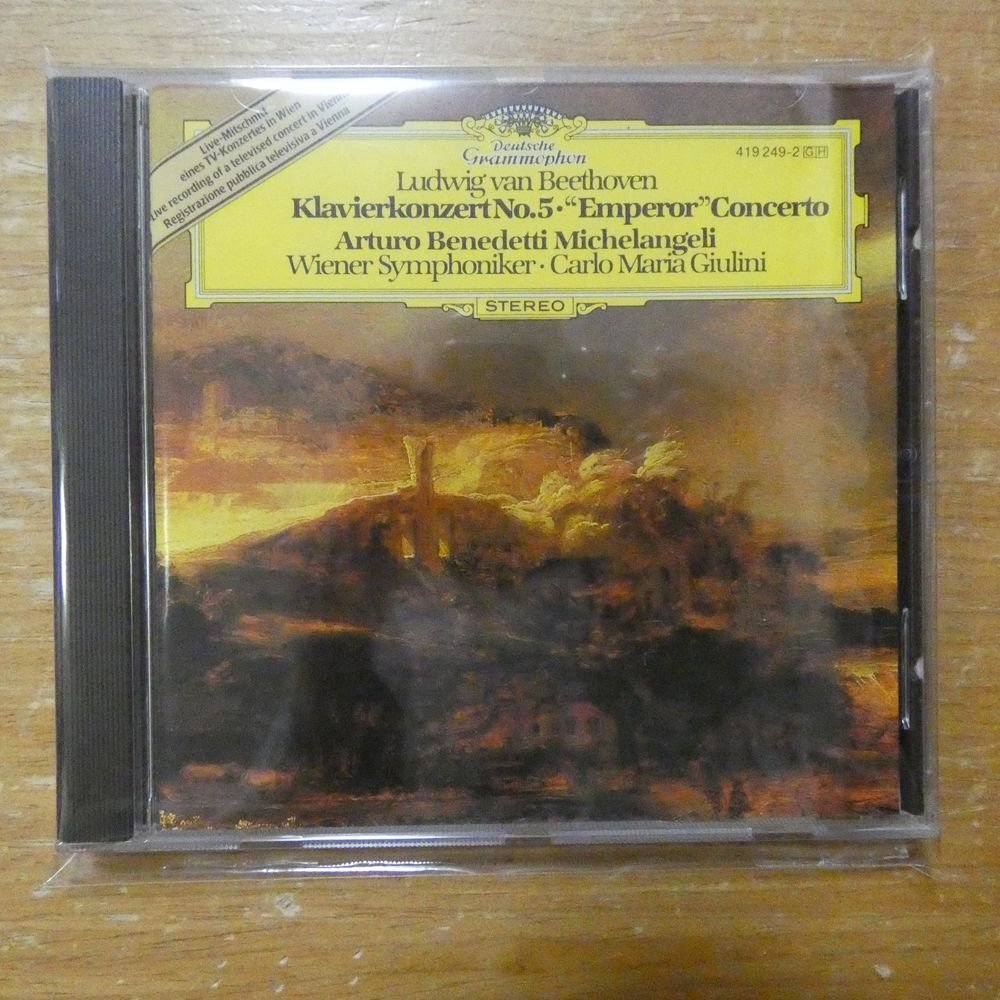 Live-Mitschnitt
eines TV-Konzertes in Wien
Live recording of a televised concert in Vienna
Registrazione pubblica televisiva a Vienna
Deutsche
Grammophon
419 249-2 GH
Ludwig van Beethoven
Klavierkonzert No. 5 · “Emperor” Concerto
Arturo Benedetti Michelangeli
Wiener Symphoniker · Carlo Maria Giulini
STEREO